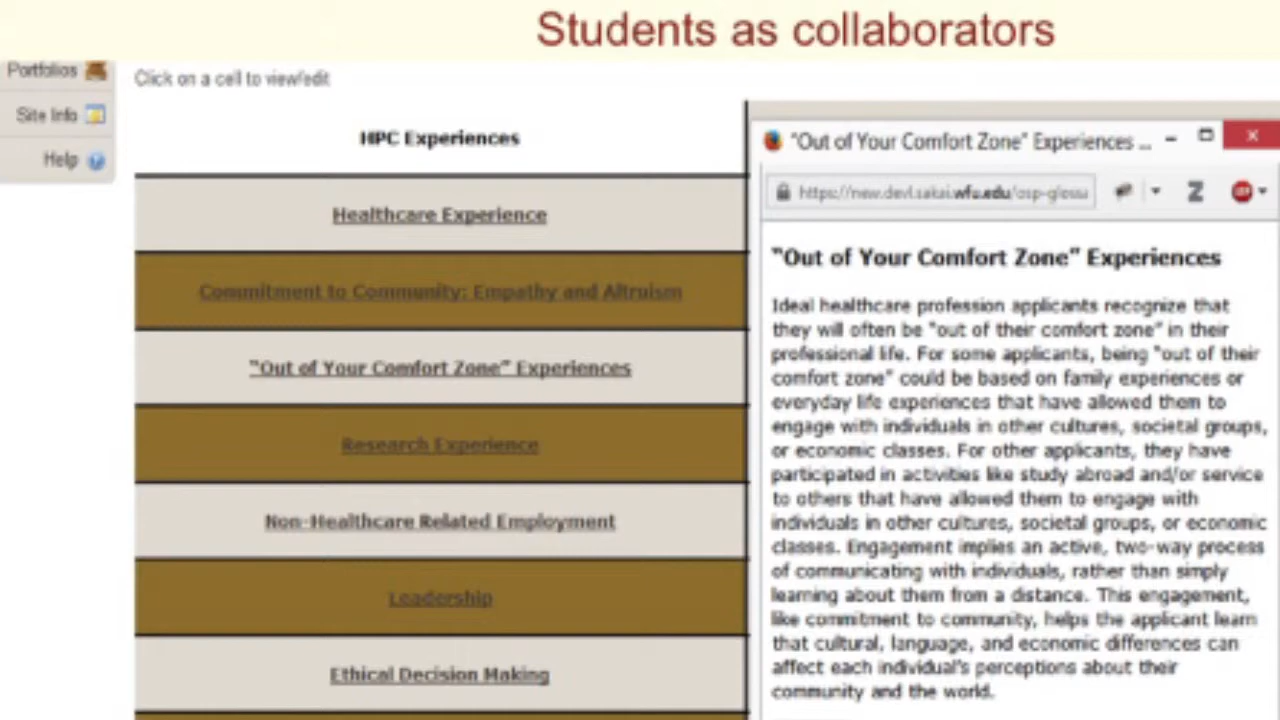 Students as collaborators
Portfolios
Site Info
Help
Click on a cell to view/edit
HPC Experiences
Healthcare Experience
Commitment to Community: Empathy and Altruism
"Out of Your Comfort Zone" Experiences
Research Experience
Non-Healthcare Related Employment
Leadership
Ethical Decision Making
"Out of Your Comfort Zone" Experiences ...
https://new.devl.sakai.wfu.edu/osp-glossa
"Out of Your Comfort Zone" Experiences
Ideal healthcare profession applicants recognize that
they will often be "out of their comfort zone" in their
professional life. For some applicants, being "out of their
comfort zone" could be based on family experiences or
everyday life experiences that have allowed them to
engage with individuals in other cultures, societal groups,
or economic classes. For other applicants, they have
participated in activities like study abroad and/or service
to others that have allowed them to engage with
individuals in other cultures, societal groups, or economic
classes. Engagement implies an active, two-way process
of communicating with individuals, rather than simply
learning about them from a distance. This engagement,
like commitment to community, helps the applicant learn
that cultural, language, and economic differences can
affect each individual's perceptions about their
community and the world.